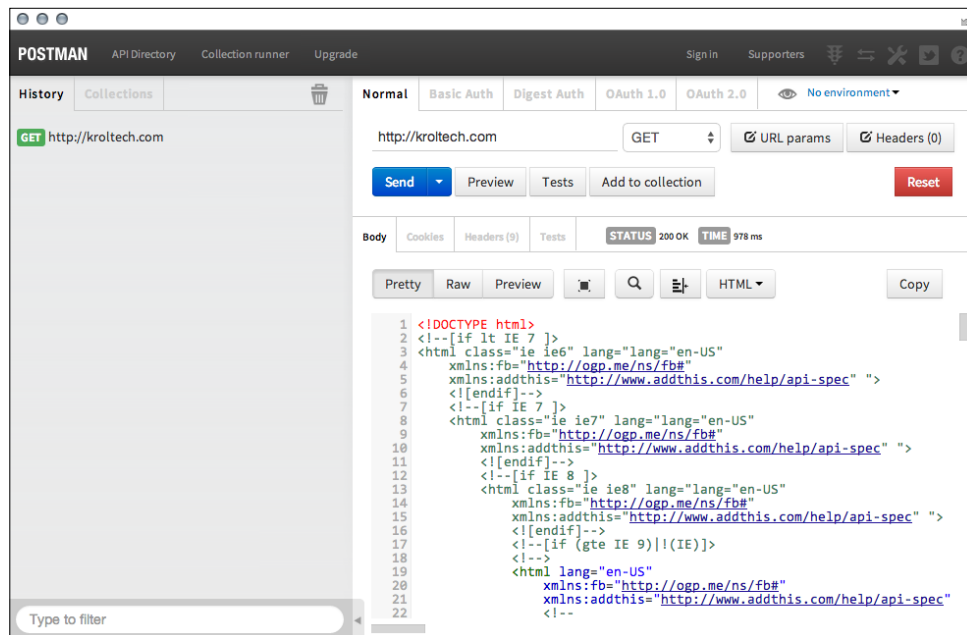 POSTMAN API Directory Collection runner Upgrade Sign in Supporters
History Collections
GET http://kroltech.com
Type to filter
Normal Basic Auth Digest Auth OAuth 1.0 OAuth 2.0 No environment
http://kroltech.com GET URL params Headers (0)
Send Preview Tests Add to collection Reset
Body Cookies Headers (9) Tests STATUS 200 OK TIME 978 ms
Pretty Raw Preview HTML Copy
1 <!DOCTYPE html>
2 <!--[if lt IE 7 ]>
3 <html class="ie ie6" lang="lang="en-US"
4 xmlns:fb="http://ogp.me/ns/fb#"
5 xmlns:addthis="http://www.addthis.com/help/api-spec" ">
6 <![endif]-->
7 <!--[if IE 7 ]>
8 <html class="ie ie7" lang="lang="en-US"
9 xmlns:fb="http://ogp.me/ns/fb#"
10 xmlns:addthis="http://www.addthis.com/help/api-spec" ">
11 <![endif]-->
12 <!--[if IE 8 ]>
13 <html class="ie ie8" lang="lang="en-US"
14 xmlns:fb="http://ogp.me/ns/fb#"
15 xmlns:addthis="http://www.addthis.com/help/api-spec" ">
16 <![endif]-->
17 <!--[if (gte IE 9)|!(IE)]>
18 <!-->
19 <html lang="en-US"
20 xmlns:fb="http://ogp.me/ns/fb#"
21 xmlns:addthis="http://www.addthis.com/help/api-spec"
22 <!--